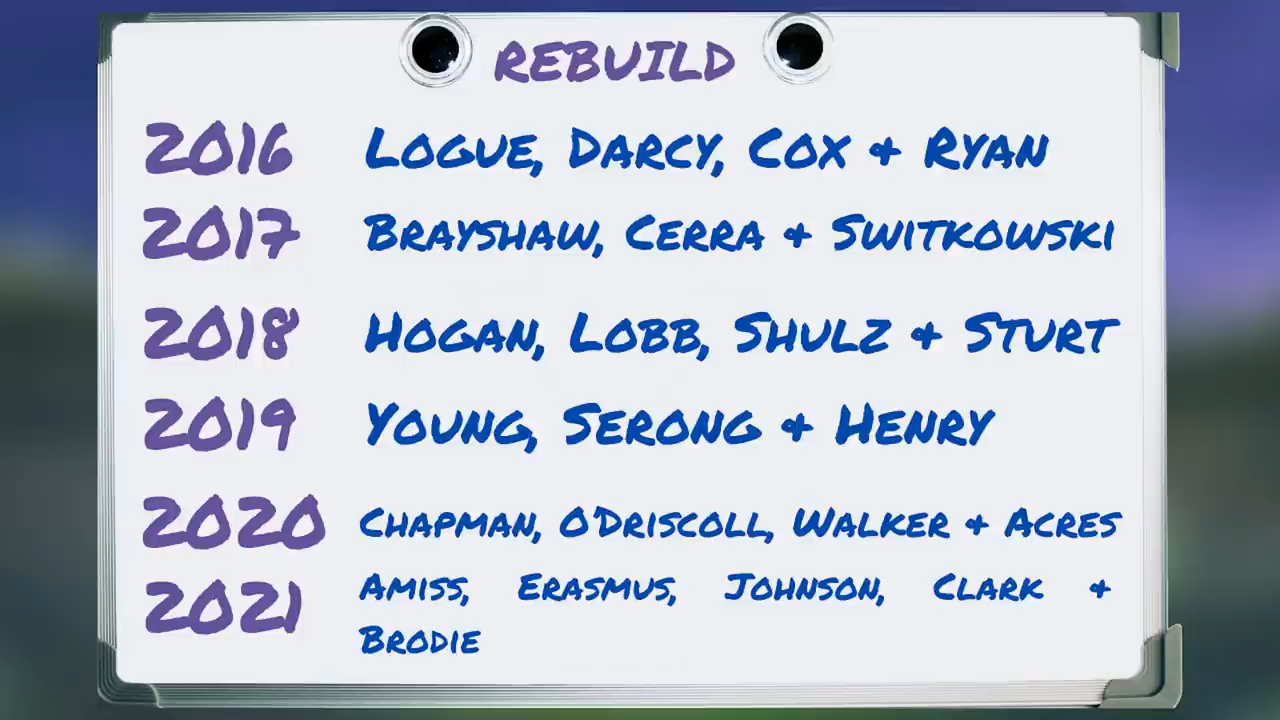 REBUILD
2016 LOGUE, DARCY, COX & RYAN
2017 BRAYSHAW, CERRA & SWITKOWSKI
2018 HOGAN, LOBB, SHULZ & STURT
2019 YOUNG, SERONG & HENRY
2020 CHAPMAN, O'DRISCOLL, WALKER & ACRES
2021 AMISS, ERASMUS, JOHNSON, CLARK &
BRODIE